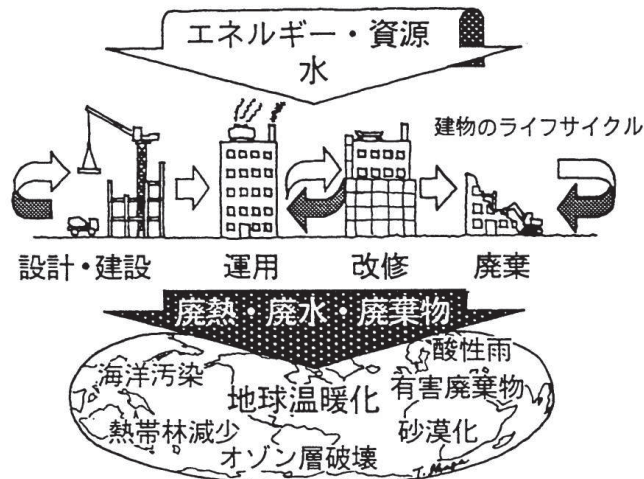 エネルギー・資源
水
建物のライフサイクル
設計・建設
運用
改修
廃棄
廃熱・廃水・廃棄物
酸性雨
海洋汚染
地球温暖化
有害廃棄物
熱帯林減少
砂漠化
オゾン層破壊